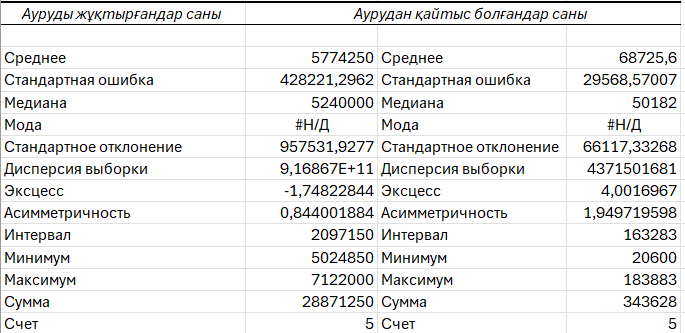 Ауруды жұқтырғандар саны Аурудан қайтыс болғандар саны
Среднее 5774250 Среднее 68725,6
Стандартная ошибка 428221,2962 Стандартная ошибка 29568,57007
Медиана 5240000 Медиана 50182
Мода #Н/Д Мода #Н/Д
Стандартное отклонение 957531,9277 Стандартное отклонение 66117,33268
Дисперсия выборки 9,16867E+11 Дисперсия выборки 4371501681
Эксцесс -1,74822844 Эксцесс 4,0016967
Асимметричность 0,844001884 Асимметричность 1,949719598
Интервал 2097150 Интервал 163283
Минимум 5024850 Минимум 20600
Максимум 7122000 Максимум 183883
Сумма 28871250 Сумма 343628
Счет 5 Счет 5